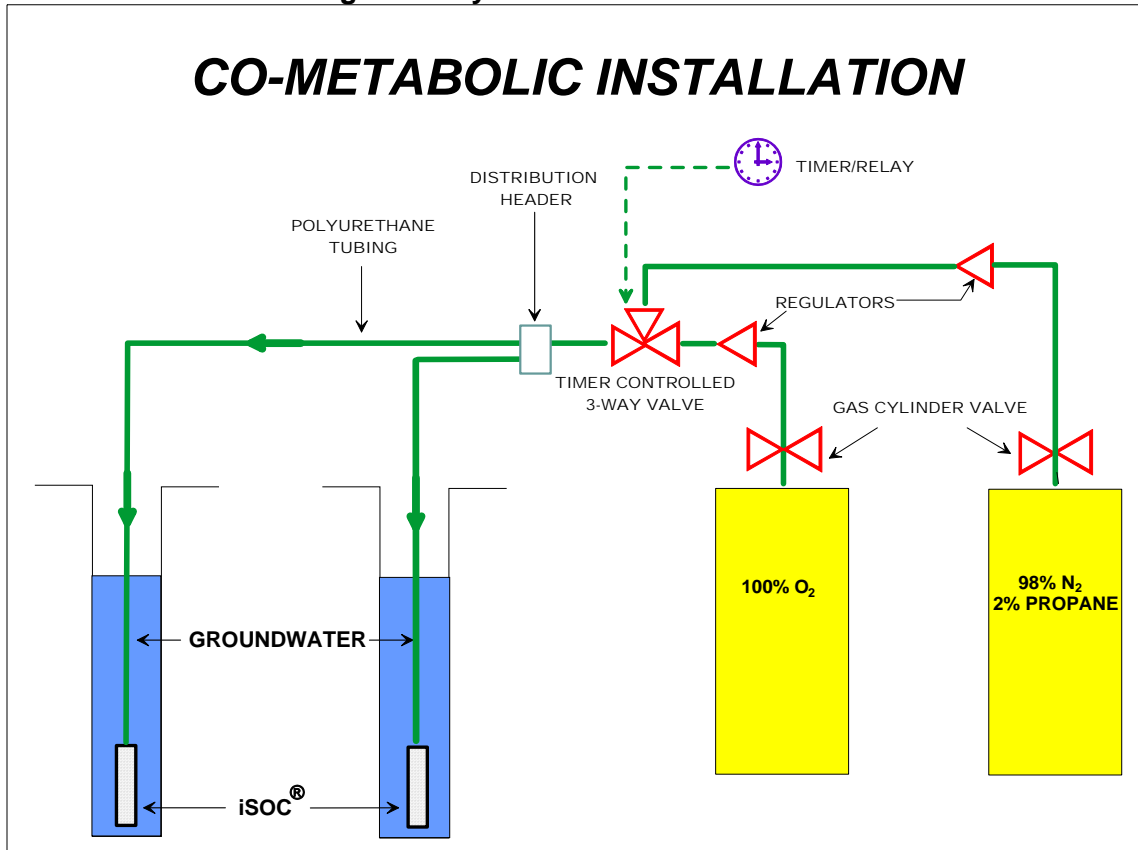 CO-METABOLIC INSTALLATION
TIMER/RELAY
DISTRIBUTION
HEADER
POLYURETHANE
TUBING
REGULATORS
TIMER CONTROLLED
3-WAY VALVE
GAS CYLINDER VALVE
100% O₂
98% N₂
2% PROPANE
GROUNDWATER
iSOC®